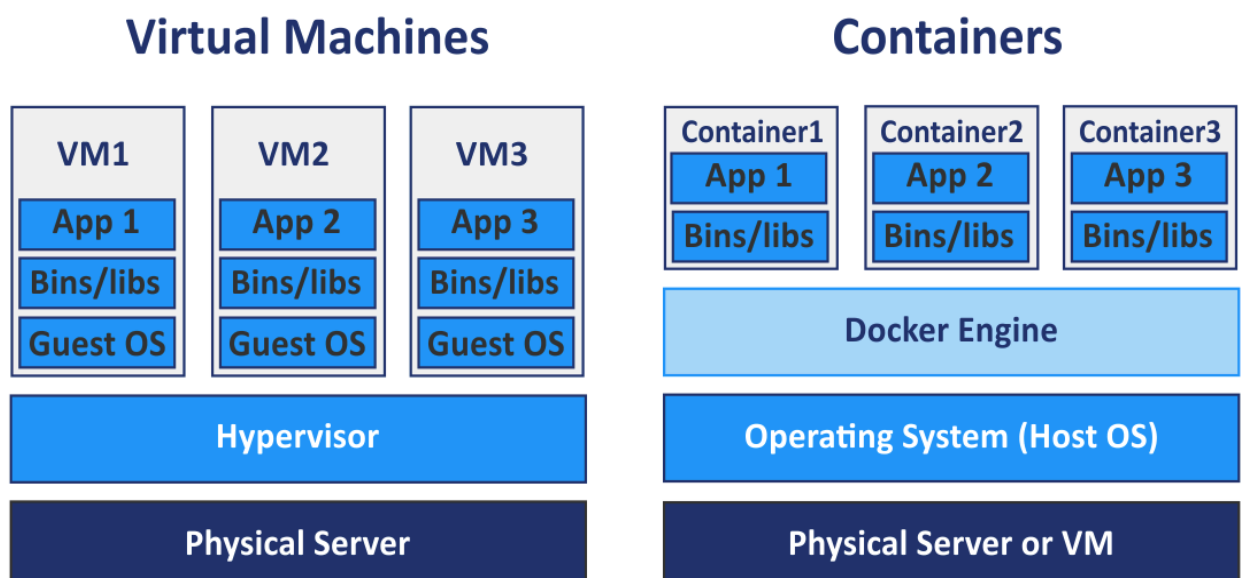 Virtual Machines
VM1
App 1
Bins/libs
Guest OS
VM2
App 2
Bins/libs
Guest OS
VM3
App 3
Bins/libs
Guest OS
Hypervisor
Physical Server
Containers
Container1
App 1
Bins/libs
Container2
App 2
Bins/libs
Container3
App 3
Bins/libs
Docker Engine
Operating System (Host OS)
Physical Server or VM